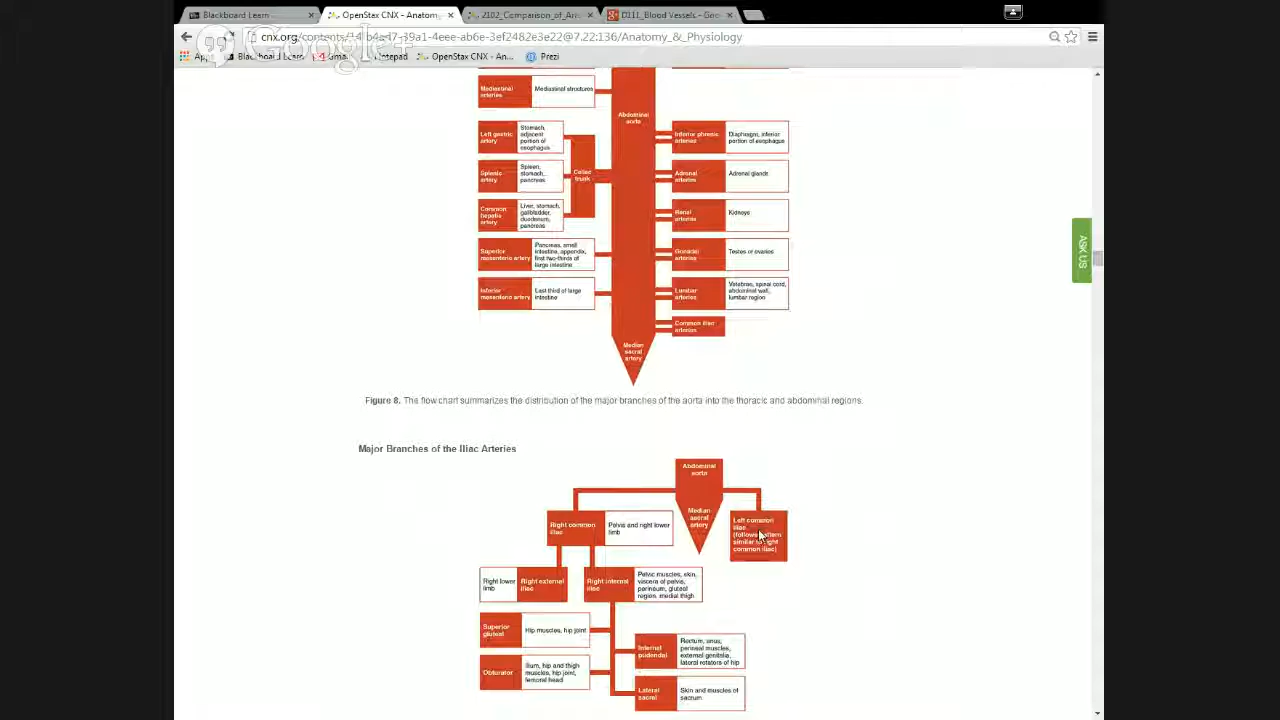 Blackboard Learn
OpenStax CNX - Anatom
2102_Comparison_of_Art
0111_Blood Vessels - Goo
/Anatomy_&_Physiology
Gmail
Notepad
OpenStax CNX - An...
Prezi
Google+
Mediastinal
arteries
Mediastinal structures
Abdominal
aorta
Left gastric
artery
Stomach,
adjacent
portion of
esophagus
Inferior phrenic
arteries
Diaphragm, inferior
portion of esophagus
Splenic
artery
Spleen,
stomach,
pancreas
Celiac
trunk
Adrenal
arteries
Adrenal glands
Common
hepatic
artery
Liver, stomach,
gallbladder,
duodenum,
pancreas
Renal
arteries
Kidneys
Superior
mesenteric artery
Pancreas, small
intestine, appendix,
first two-thirds of
large intestine
Gonadal
arteries
Testes or ovaries
Inferior
mesenteric artery
Last third of large
intestine
Lumbar
arteries
Vertebrae, spinal cord,
abdominal wall,
lumbar region
Common iliac
arteries
Median
sacral
artery
ASK US
Figure 8. The flow chart summarizes the distribution of the major branches of the aorta into the thoracic and abdominal regions.
Major Branches of the Iliac Arteries
Abdominal
aorta
Median
sacral
artery
Right common
iliac
Pelvis and right lower
limb
Left common
iliac
(follows
similar right
common iliac)
Right lower
limb
Right external
iliac
Right internal
iliac
Pelvic muscles, skin,
viscera of pelvis,
perineum, gluteal
region, medial thigh
Superior
gluteal
Hip muscles, hip joint
Internal
pudendal
Rectum, anus,
perineal muscles,
external genitalia,
lateral rotators of hip
Obturator
Ilium, hip and thigh
muscles, hip joint,
femoral head
Lateral
sacral
Skin and muscles of
sacrum